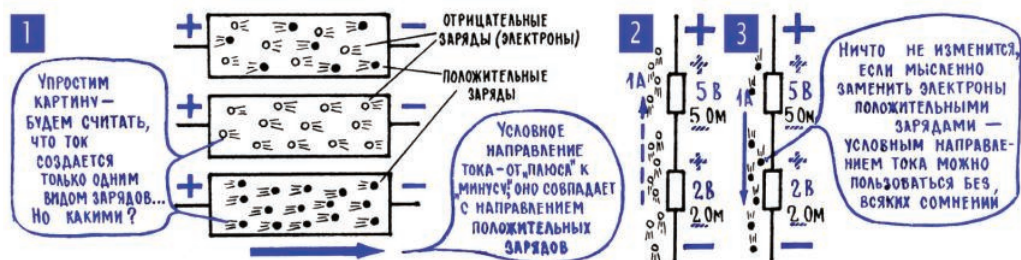 1
+
−
ОТРИЦАТЕЛЬНЫЕ
ЗАРЯДЫ (ЭЛЕКТРОНЫ)
ПОЛОЖИТЕЛЬНЫЕ
ЗАРЯДЫ
УПРОСТИМ
КАРТИНУ—
БУДЕМ СЧИТАТЬ,
ЧТО ТОК
СОЗДАЕТСЯ
ТОЛЬКО ОДНИМ
ВИДОМ ЗАРЯДОВ...
НО КАКИМИ?
+
−
+
−
УСЛОВНОЕ
НАПРАВЛЕНИЕ
ТОКА-ОТ „ПЛЮСА" К
„МИНУСУ", ОНО СОВПАДАЕТ
С НАПРАВЛЕНИЕМ
ПОЛОЖИТЕЛЬНЫХ
ЗАРЯДОВ
2
+
1А
+
5 В
5 Ом
+
2 В
2 Ом
−
3
+
1А
+
5 В
5 Ом
+
2 В
2 Ом
−
НИЧТО НЕ ИЗМЕНИТСЯ,
ЕСЛИ МЫСЛЕННО
ЗАМЕНИТЬ ЭЛЕКТРОНЫ
ПОЛОЖИТЕЛЬНЫМИ
ЗАРЯДАМИ —
УСЛОВНЫМ НАПРАВЛЕ-
НИЕМ ТОКА МОЖНО
ПОЛЬЗОВАТЬСЯ БЕЗ
ВСЯКИХ СОМНЕНИЙ